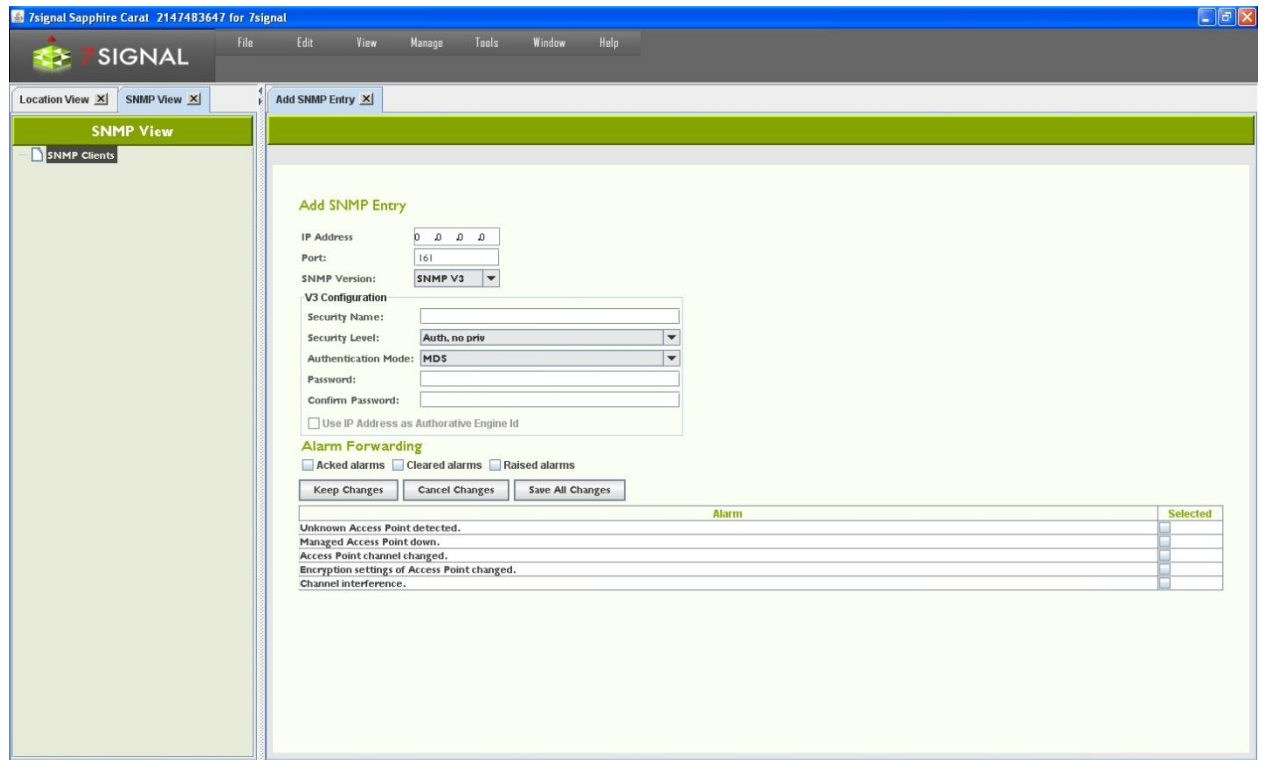 7signal Sapphire Carat 2147483647 for 7signal
7SIGNAL
File Edit View Manage Tools Window Help
Location View SNMP View Add SNMP Entry
SNMP View
SNMP Clients
Add SNMP Entry
IP Address 0 .0 .0 .0
Port: 161
SNMP Version: SNMP V3
V3 Configuration
Security Name:
Security Level: Auth, no priv
Authentication Mode: MD5
Password:
Confirm Password:
Use IP Address as Authorative Engine Id
Alarm Forwarding
Acked alarms Cleared alarms Raised alarms
Keep Changes Cancel Changes Save All Changes
Alarm Selected
Unknown Access Point detected.
Managed Access Point down.
Access Point channel changed.
Encryption settings of Access Point changed.
Channel interference.